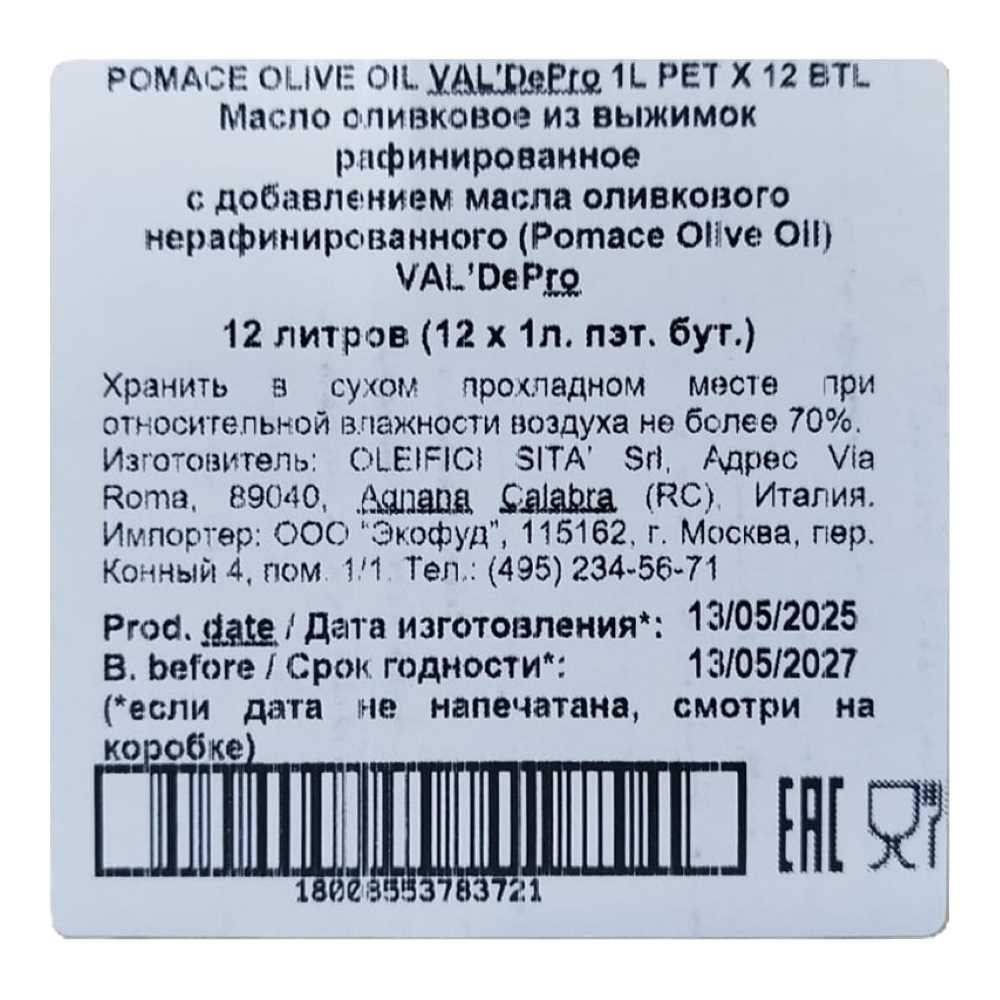 POMACE OLIVE OIL VAL'DePro 1L PET X 12 BTL
Масло оливковое из выжимок
рафинированное
с добавлением масла оливкового
нерафинированного (Pomace Olive Oil)
VAL'DePro
12 литров (12 х 1л. пэт. бут.)
Хранить в сухом прохладном месте при
относительной влажности воздуха не более 70%.
Изготовитель: OLEIFICI SITA' Srl, Адрес Via
Roma, 89040, Agnana Calabra (RC), Италия.
Импортер: ООО "Экофуд", 115162, г. Москва, пер.
Конный 4, пом. 1/1. Тел.: (495) 234-56-71
Prod. date / Дата изготовления*: 13/05/2025
B. before / Срок годности*: 13/05/2027
(*если дата не напечатана, смотри на
коробке)
18008553783721
EAC